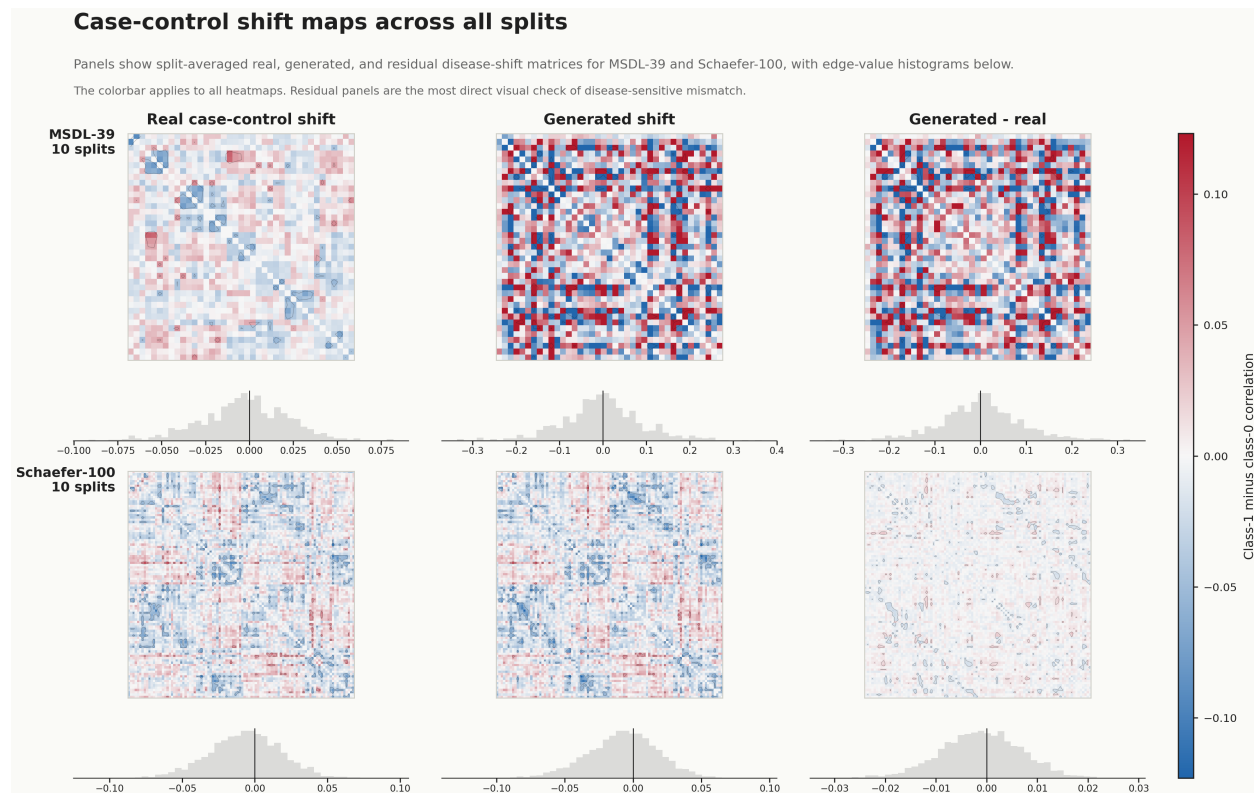 Case-control shift maps across all splits
Panels show split-averaged real, generated, and residual disease-shift matrices for MSDL-39 and Schaefer-100, with edge-value histograms below.
The colorbar applies to all heatmaps. Residual panels are the most direct visual check of disease-sensitive mismatch.
Real case-control shift
Generated shift
Generated - real
MSDL-39
10 splits
−0.100 −0.075 −0.050 −0.025 0.000 0.025 0.050 0.075
−0.3 −0.2 −0.1 0.0 0.1 0.2 0.3 0.4
−0.3 −0.2 −0.1 0.0 0.1 0.2 0.3
Schaefer-100
10 splits
−0.10 −0.05 0.00 0.05 0.10
−0.10 −0.05 0.00 0.05 0.10
−0.03 −0.02 −0.01 0.00 0.01 0.02 0.03
0.10
0.05
0.00
−0.05
−0.10
Class-1 minus class-0 correlation